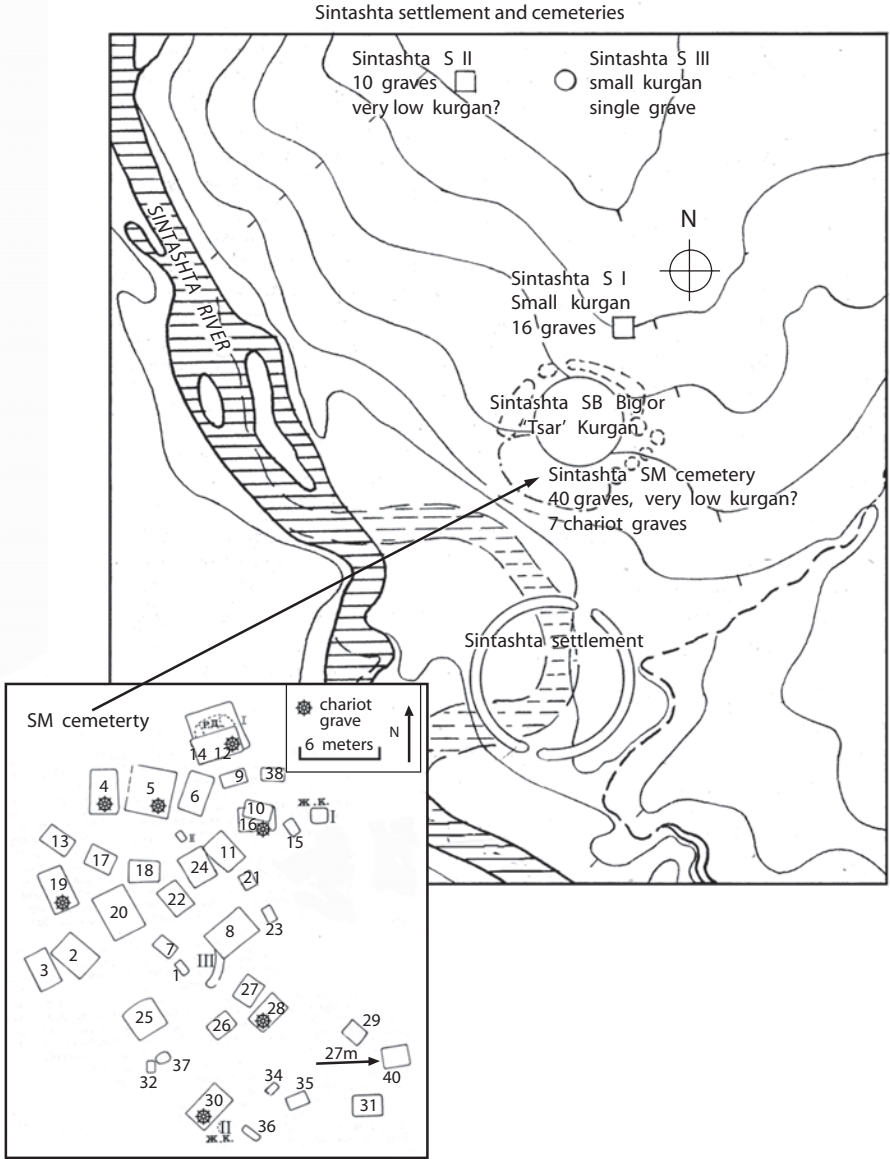 Sintashta settlement and cemeteries
Sintashta S II
10 graves
very low kurgan?
Sintashta S III
small kurgan
single grave
SINTASHTA RIVER
N
Sintashta S I
Small kurgan
16 graves
Sintashta SB Big or
'Tsar' Kurgan
Sintashta SM cemetery
40 graves, very low kurgan?
7 chariot graves
Sintashta settlement
SM cemeterty
chariot
grave
6 meters
N
I
14 12
4
5
6
9
38
10
16
ж.к.
I
15
13
17
18
II
24
11
19
20
22
21
8
23
2
3
7
1
III
27
28
25
26
29
27m
40
37
32
34
35
30
31
II
ж.к.
36